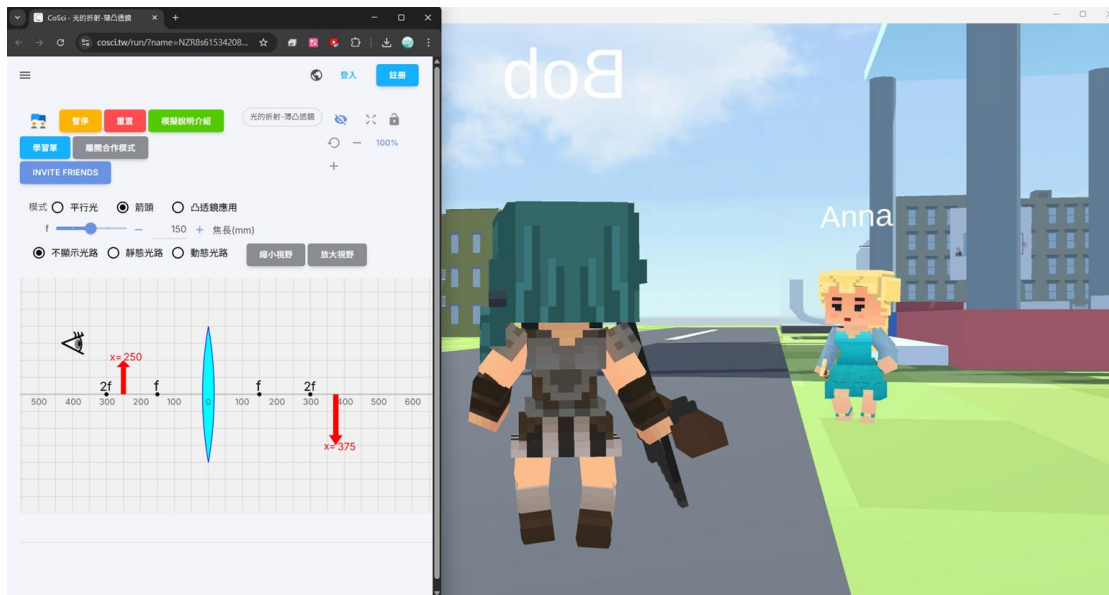 CoSci - 光的折射-薄凸透鏡
cosci.tw/run/?name=NZR8s61534208...
登入
註冊
暫停
重置
模擬說明介紹
光的折射-薄凸透鏡
學習單
離開合作模式
100%
INVITE FRIENDS
模式 平行光 箭頭 凸透鏡應用
f − 150 + 焦長(mm)
不顯示光路 靜態光路 動態光路 縮小視野 放大視野
x= 250
2f f f 2f
500 400 300 200 100 0 100 200 300 400 500 600
x= 375
Bob
Anna